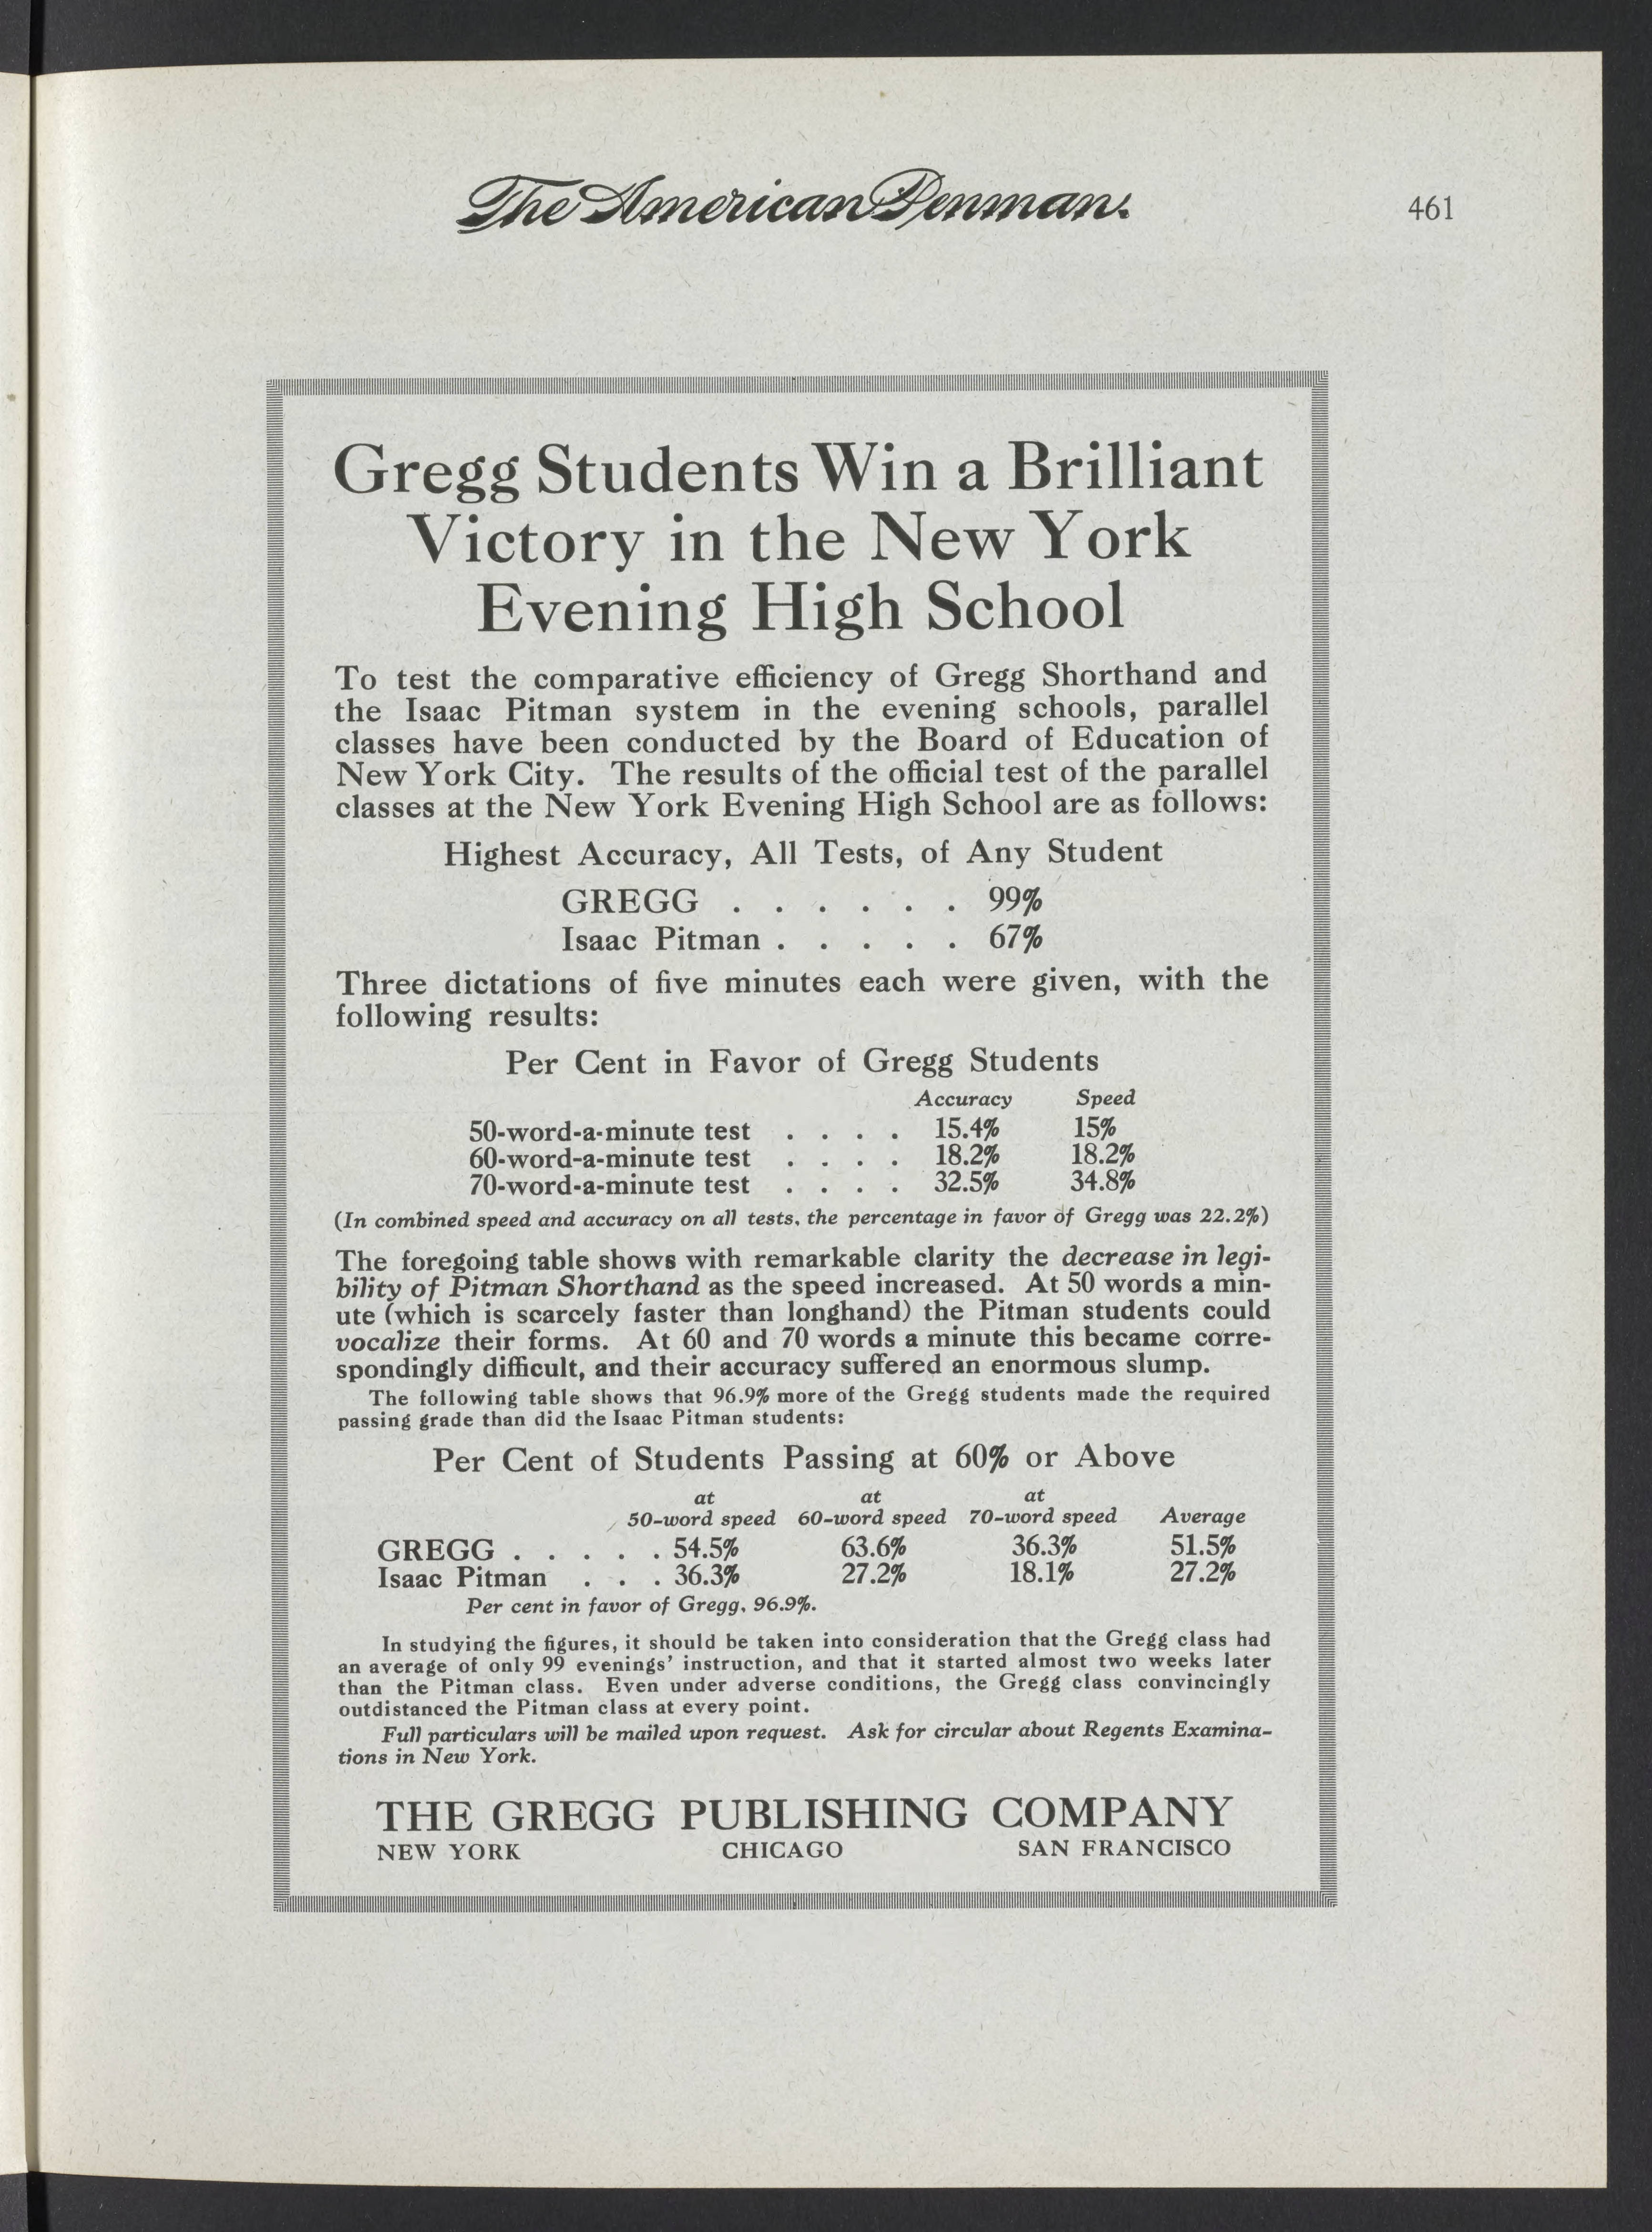 The American Penman.
461
Gregg Students Win a Brilliant
Victory in the New York
Evening High School
To test the comparative efficiency of Gregg Shorthand and
the Isaac Pitman system in the evening schools, parallel
classes have been conducted by the Board of Education of
New York City. The results of the official test of the parallel
classes at the New York Evening High School are as follows:
Highest Accuracy, All Tests, of Any Student
GREGG . . . . . . 99%
Isaac Pitman . . . . . 67%
Three dictations of five minutes each were given, with the
following results:
Per Cent in Favor of Gregg Students
Accuracy Speed
50-word-a-minute test . . . . 15.4% 15%
60-word-a-minute test . . . . 18.2% 18.2%
70-word-a-minute test . . . . 32.5% 34.8%
(In combined speed and accuracy on all tests, the percentage in favor of Gregg was 22.2%)
The foregoing table shows with remarkable clarity the decrease in legi-
bility of Pitman Shorthand as the speed increased. At 50 words a min-
ute (which is scarcely faster than longhand) the Pitman students could
vocalize their forms. At 60 and 70 words a minute this became corre-
spondingly difficult, and their accuracy suffered an enormous slump.
The following table shows that 96.9% more of the Gregg students made the required
passing grade than did the Isaac Pitman students:
Per Cent of Students Passing at 60% or Above
at at at
50-word speed 60-word speed 70-word speed Average
GREGG . . . . . 54.5% 63.6% 36.3% 51.5%
Isaac Pitman . . . 36.3% 27.2% 18.1% 27.2%
Per cent in favor of Gregg, 96.9%.
In studying the figures, it should be taken into consideration that the Gregg class had
an average of only 99 evenings' instruction, and that it started almost two weeks later
than the Pitman class. Even under adverse conditions, the Gregg class convincingly
outdistanced the Pitman class at every point.
Full particulars will be mailed upon request. Ask for circular about Regents Examina-
tions in New York.
THE GREGG PUBLISHING COMPANY
NEW YORK CHICAGO SAN FRANCISCO